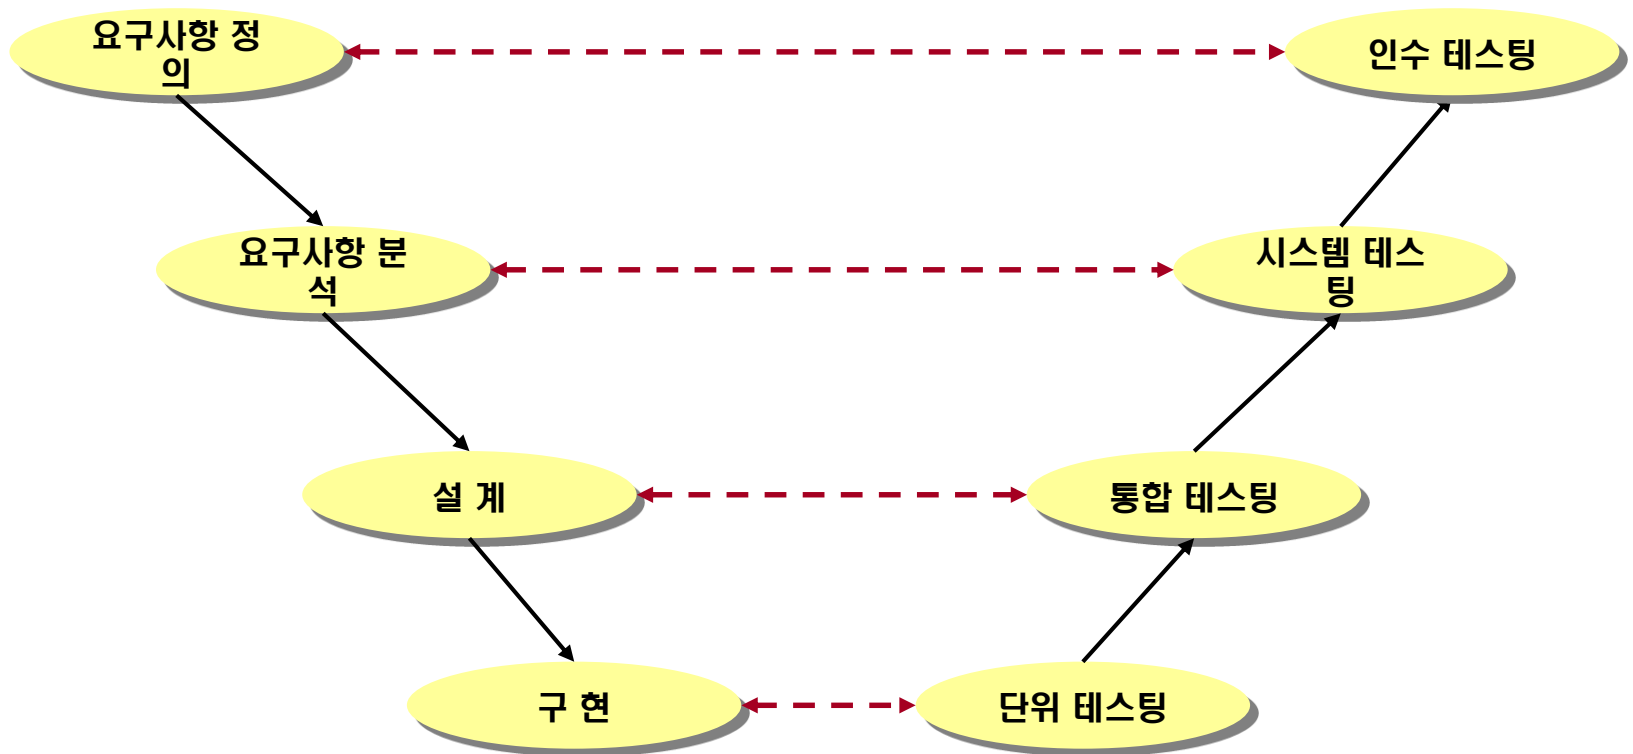 요구사항 정
의
인수 테스팅
요구사항 분
석
시스템 테스
팅
설 계
통합 테스팅
구 현
단위 테스팅